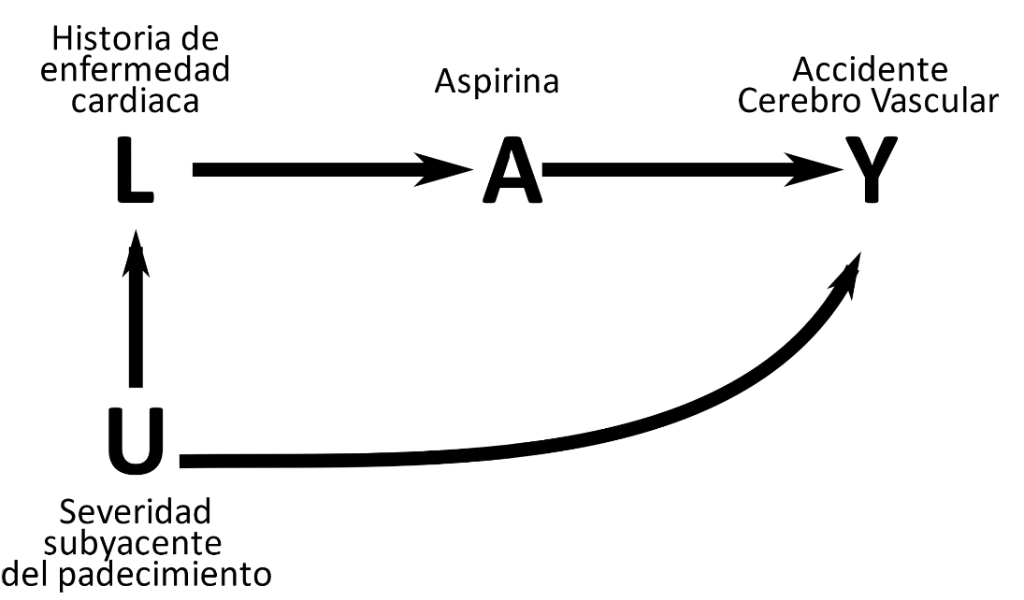 Historia de
enfermedad
cardiaca
Aspirina
Accidente
Cerebro Vascular
L
A
Y
U
Severidad
subyacente
del padecimiento